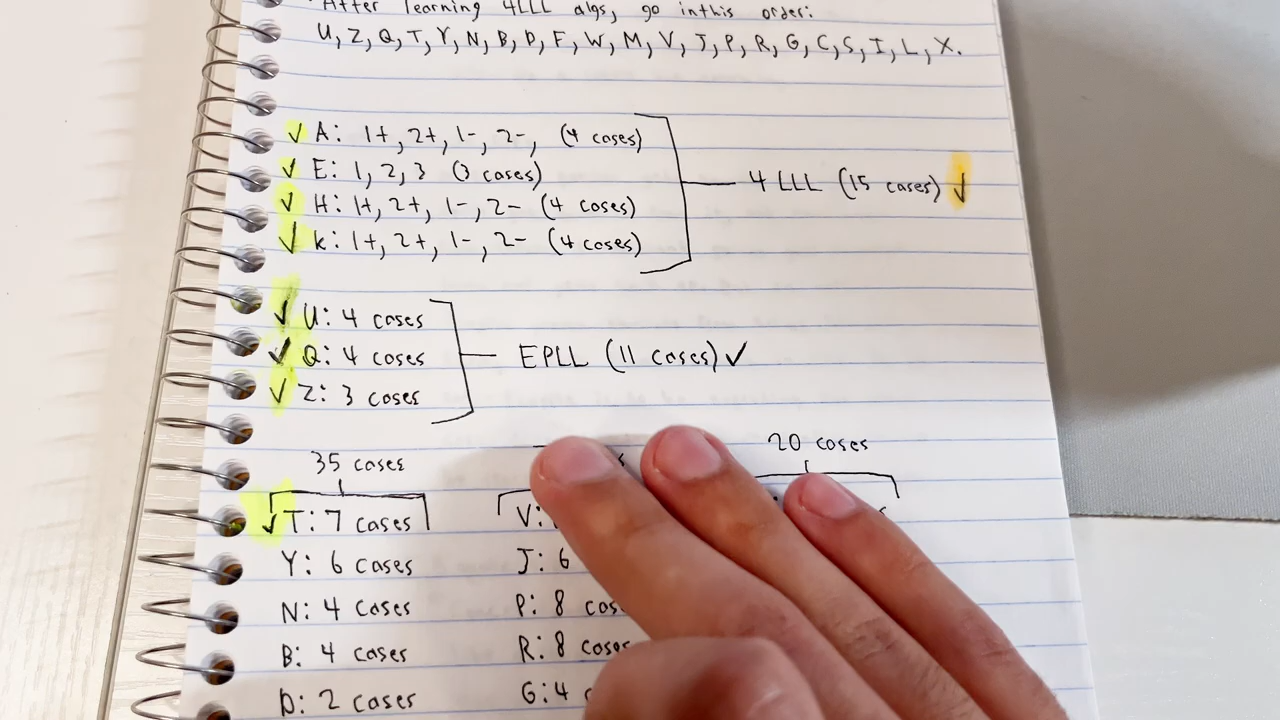 After learning 4LLL algs, go in this order:
U, Z, Q, T, Y, N, B, D, F, W, M, V, J, P, R, G, C, S, I, L, X.
✓ A: 1+, 2+, 1-, 2-, (4 cases)
✓ E: 1, 2, 3 (3 cases)
✓ H: 1+, 2+, 1-, 2- (4 cases)
✓ K: 1+, 2+, 1-, 2- (4 cases)
4 LLL (15 cases) ✓
✓ U: 4 cases
✓ Q: 4 cases
✓ Z: 3 cases
EPLL (11 cases) ✓
35 cases
✓ T: 7 cases
Y: 6 cases
N: 4 cases
B: 4 cases
D: 2 cases
V:
J: 6
P: 8
R: 8 cases
G: 4
20 cases